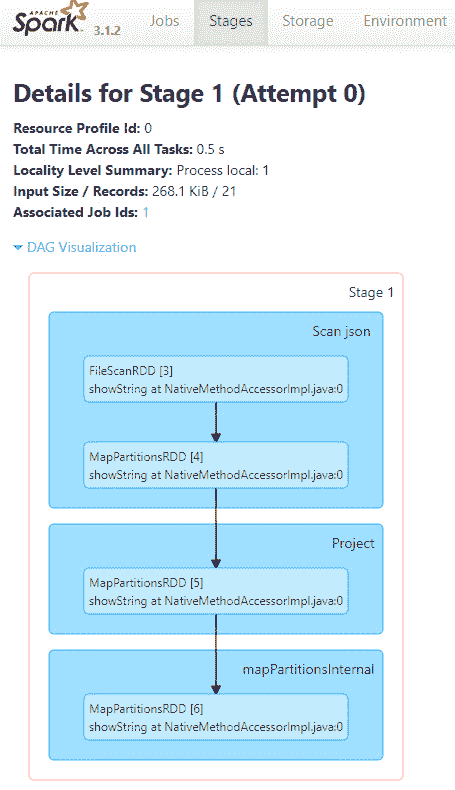 APACHE
Spark 3.1.2 Jobs Stages Storage Environment
Details for Stage 1 (Attempt 0)
Resource Profile Id: 0
Total Time Across All Tasks: 0.5 s
Locality Level Summary: Process local: 1
Input Size / Records: 268.1 KiB / 21
Associated Job Ids: 1
DAG Visualization
Stage 1
Scan json
FileScanRDD [3]
showString at NativeMethodAccessorImpl.java:0
MapPartitionsRDD [4]
showString at NativeMethodAccessorImpl.java:0
Project
MapPartitionsRDD [5]
showString at NativeMethodAccessorImpl.java:0
mapPartitionsInternal
MapPartitionsRDD [6]
showString at NativeMethodAccessorImpl.java:0